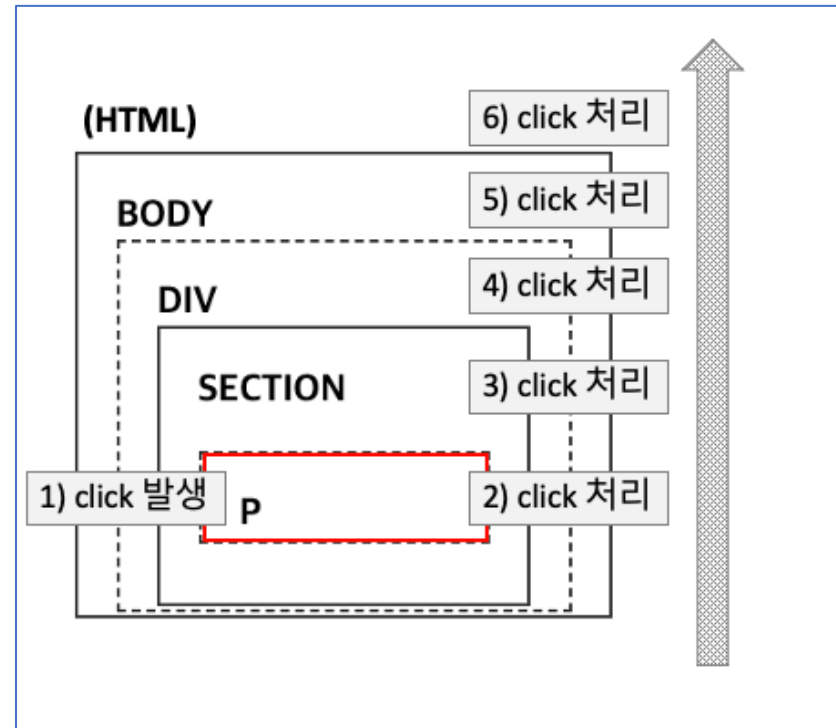 (HTML)
6) click 처리
BODY
5) click 처리
DIV
4) click 처리
SECTION
3) click 처리
1) click 발생
P
2) click 처리